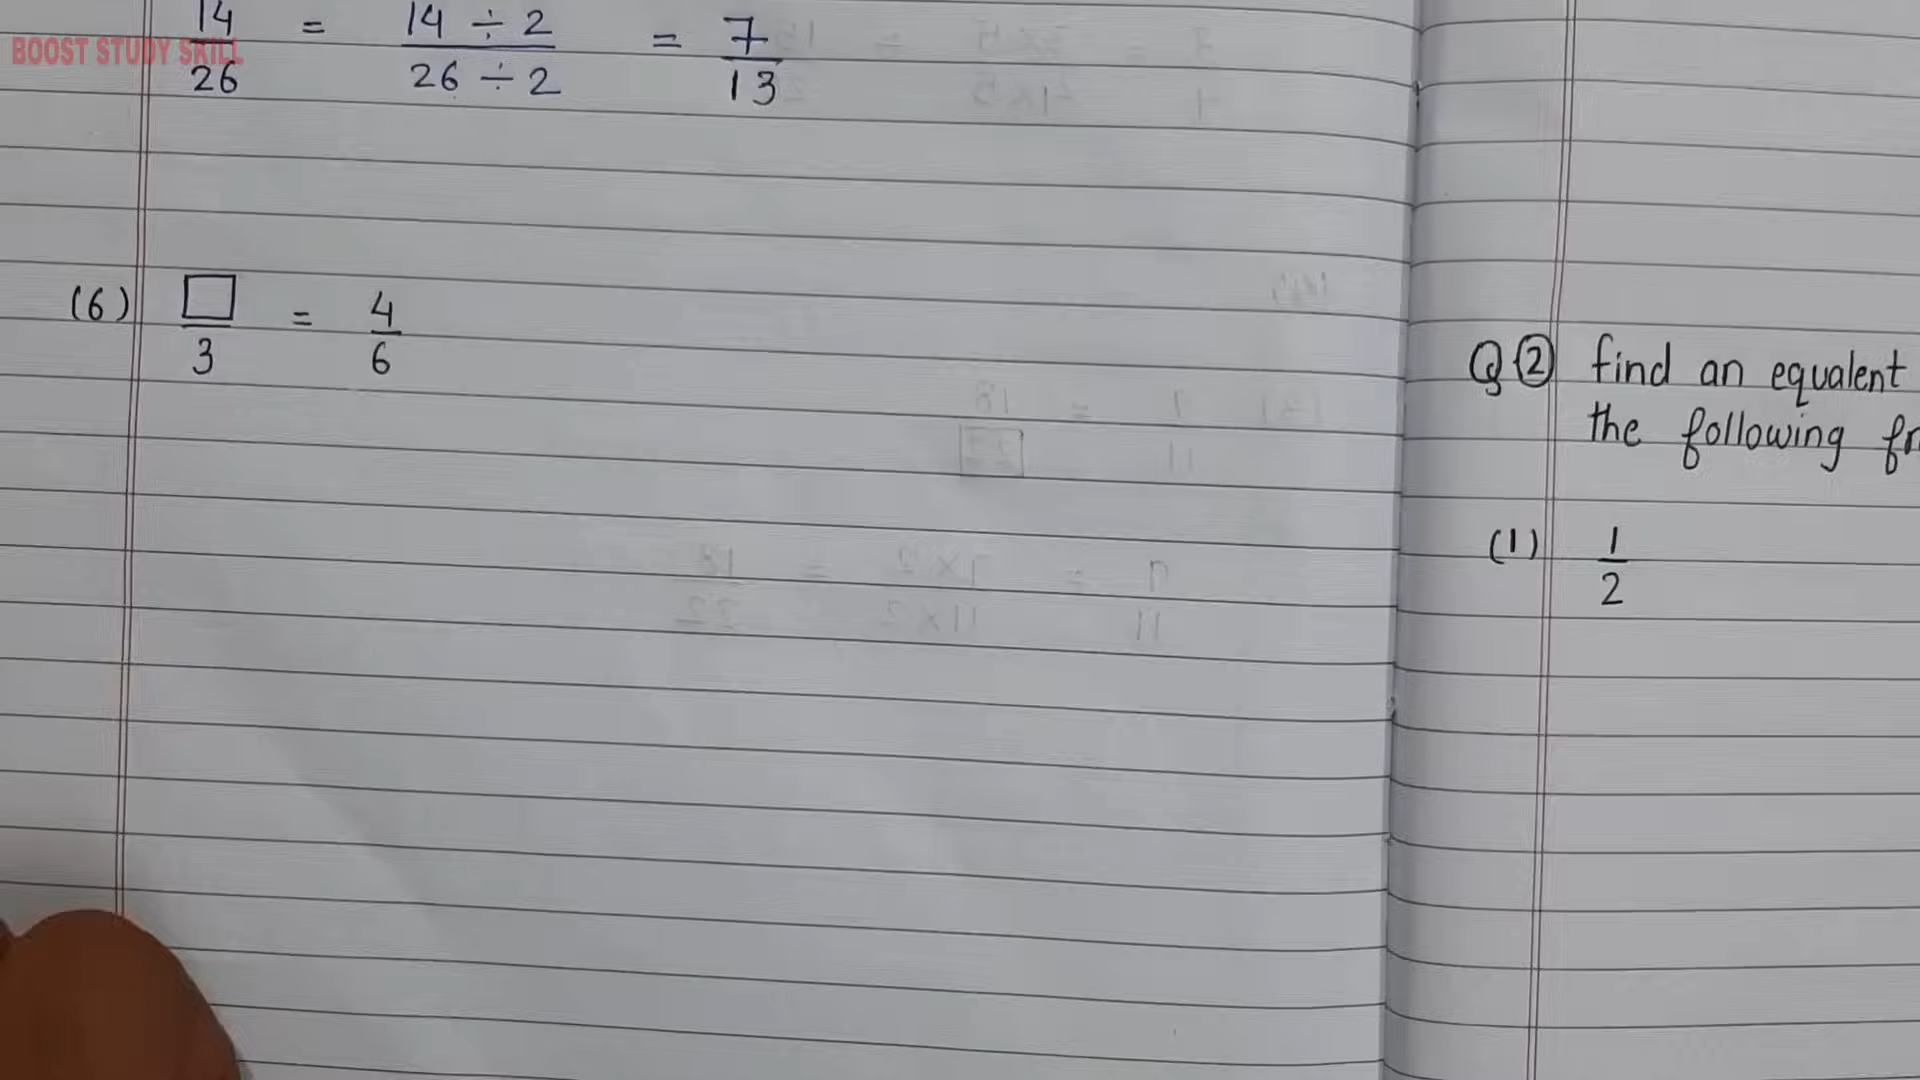 BOOST STUDY SKILL
14/26 = 14 ÷ 2/26 ÷ 2 = 7/13
(6) □/3 = 4/6
Q② find an equalent
the following
(1) 1/2